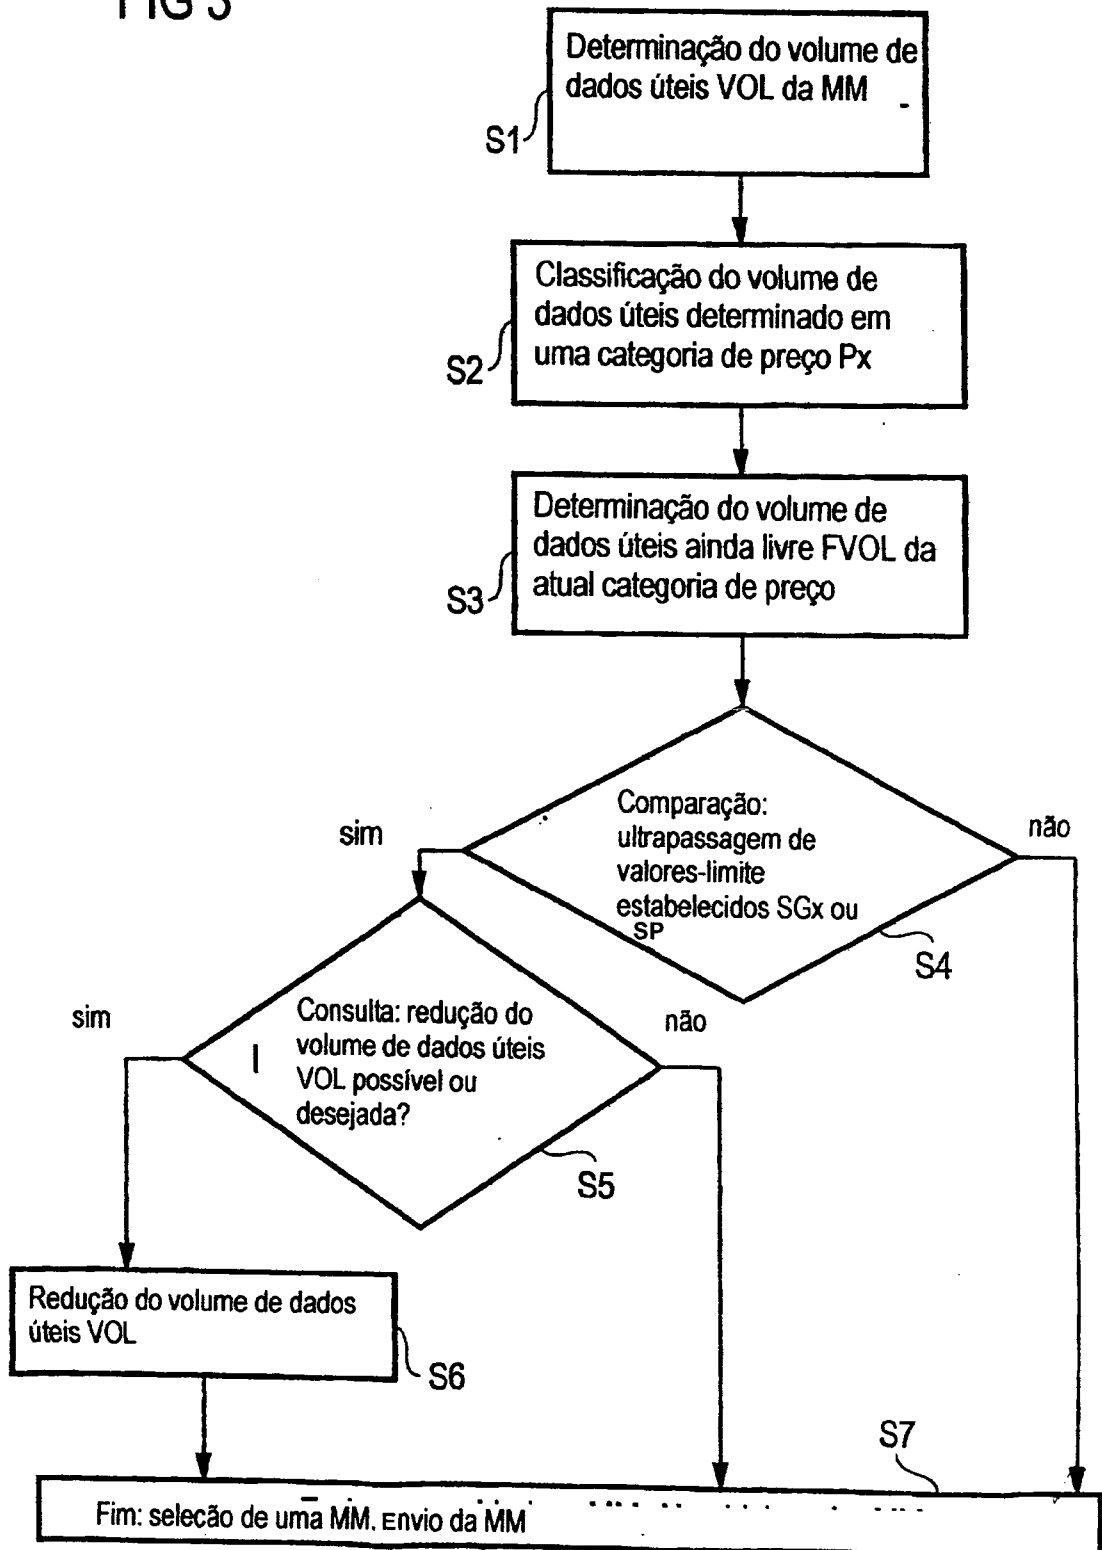 FIG 3
Determinação do volume de
dados úteis VOL da MM
S1
Classificação do volume de
dados úteis determinado em
uma categoria de preço Px
S2
Determinação do volume de
dados úteis ainda livre FVOL da
atual categoria de preço
S3
Comparação:
ultrapassagem de
valores-limite
estabelecidos SGx ou
SP
sim
não
S4
Consulta: redução do
volume de dados úteis
VOL possível ou
desejada?
sim
não
S5
Redução do volume de dados
úteis VOL
S6
S7
Fim: seleção de uma MM. Envio da MM